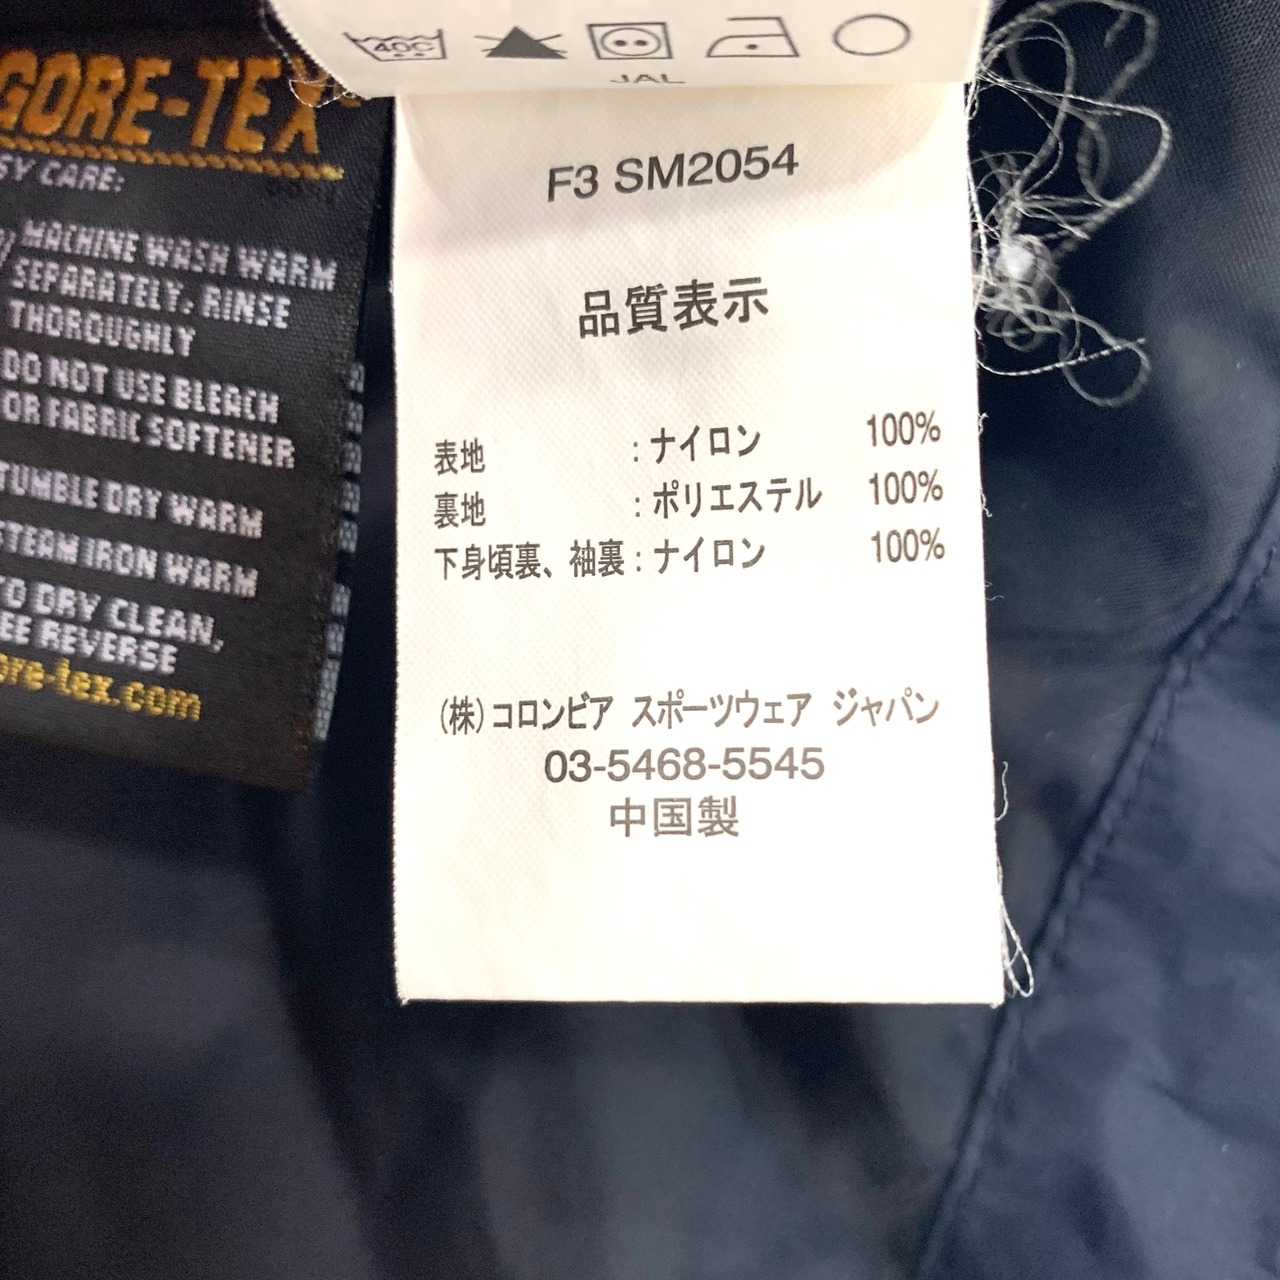 GORE-TEX
SY CARE:
MACHINE WASH WARM
SEPARATELY, RINSE
THOROUGHLY
DO NOT USE BLEACH
OR FABRIC SOFTENER
TUMBLE DRY WARM
STEAM IRON WARM
TO DRY CLEAN,
EE REVERSE
ore-tex.com
40C
JAL
F3 SM2054
品質表示
表地 : ナイロン 100%
裏地 : ポリエステル 100%
下身頃裏、袖裏 : ナイロン 100%
(株)コロンビア スポーツウェア ジャパン
03-5468-5545
中国製